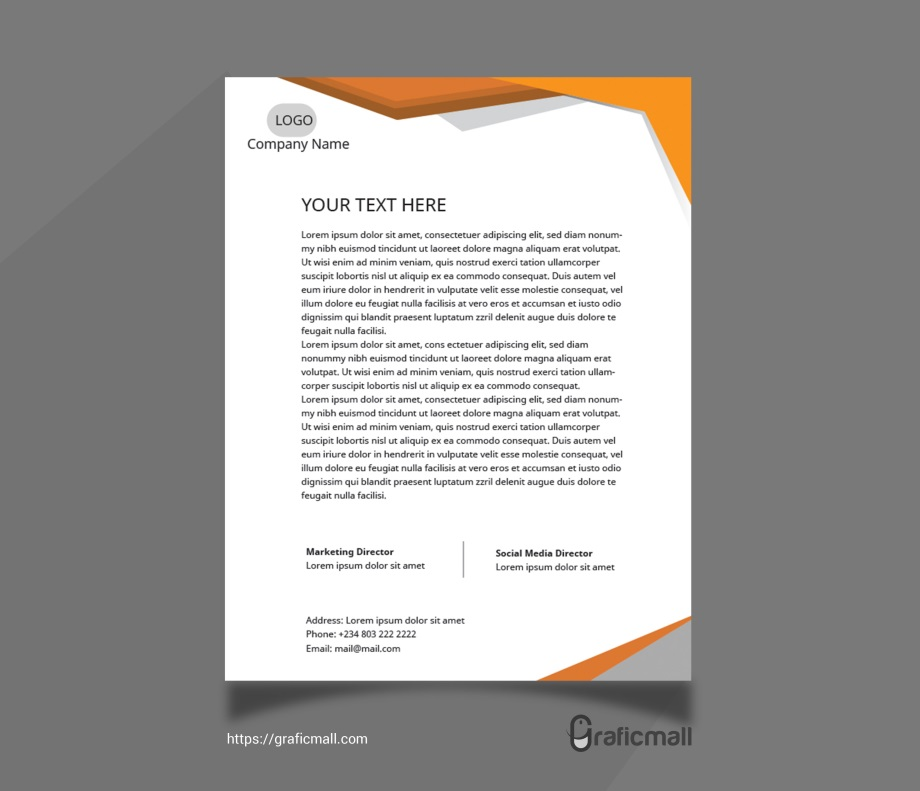 LOGO
Company Name
YOUR TEXT HERE
Lorem ipsum dolor sit amet, consectetuer adipiscing elit, sed diam nonum-
my nibh euismod tincidunt ut laoreet dolore magna aliquam erat volutpat.
Ut wisi enim ad minim veniam, quis nostrud exerci tation ullamcorper
suscipit lobortis nisl ut aliquip ex ea commodo consequat. Duis autem vel
eum iriure dolor in hendrerit in vulputate velit esse molestie consequat, vel
illum dolore eu feugiat nulla facilisis at vero eros et accumsan et iusto odio
dignissim qui blandit praesent luptatum zzril delenit augue duis dolore te
feugait nulla facilisi.
Lorem ipsum dolor sit amet, cons ectetuer adipiscing elit, sed diam
nonummy nibh euismod tincidunt ut laoreet dolore magna aliquam erat
volutpat. Ut wisi enim ad minim veniam, quis nostrud exerci tation ullam-
corper suscipit lobortis nisl ut aliquip ex ea commodo consequat.
Lorem ipsum dolor sit amet, consectetuer adipiscing elit, sed diam nonum-
my nibh euismod tincidunt ut laoreet dolore magna aliquam erat volutpat.
Ut wisi enim ad minim veniam, quis nostrud exerci tation ullamcorper
suscipit lobortis nisl ut aliquip ex ea commodo consequat. Duis autem vel
eum iriure dolor in hendrerit in vulputate velit esse molestie consequat, vel
illum dolore eu feugiat nulla facilisis at vero eros et accumsan et iusto odio
dignissim qui blandit praesent luptatum zzril delenit augue duis dolore te
feugait nulla facilisi.
Marketing Director
Lorem ipsum dolor sit amet
Social Media Director
Lorem ipsum dolor sit amet
Address: Lorem ipsum dolor sit amet
Phone: +234 803 222 2222
Email: mail@mail.com
https://graficmall.com
Graficmall